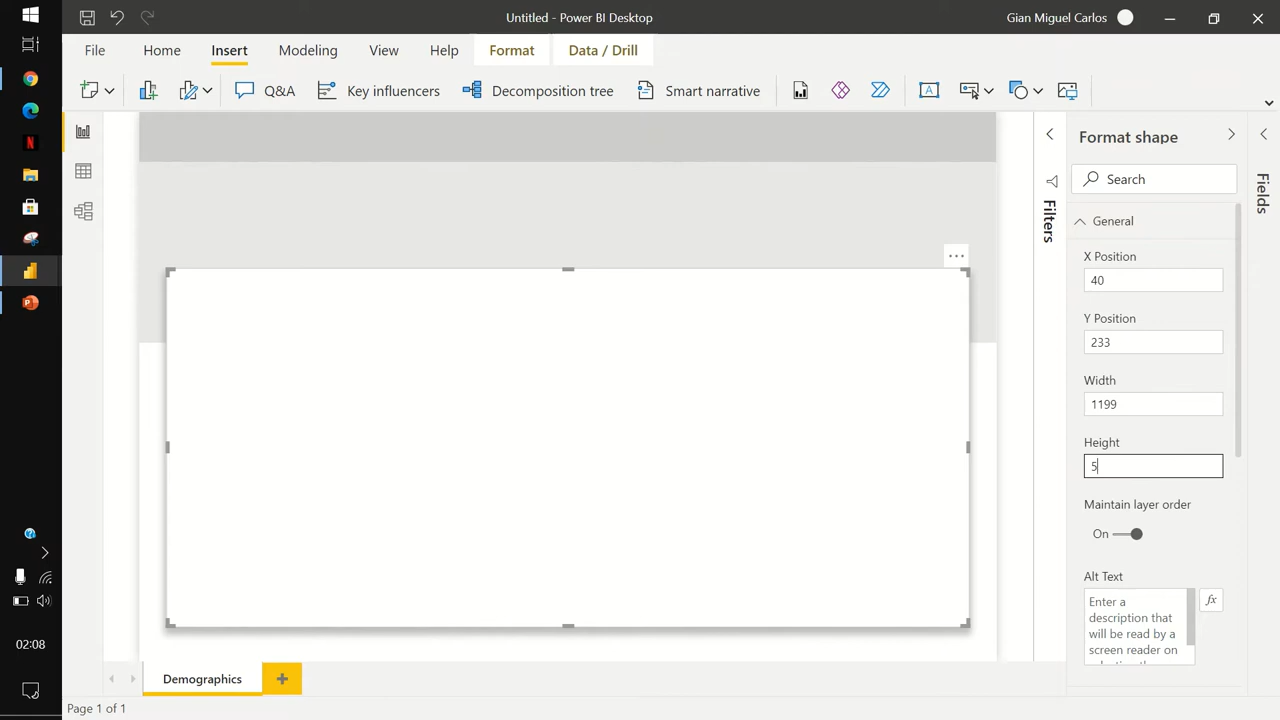 Untitled - Power BI Desktop
Gian Miguel Carlos
File Home Insert Modeling View Help Format Data / Drill
Q&A Key influencers Decomposition tree Smart narrative
Format shape
Search
General
X Position
40
Y Position
233
Width
1199
Height
5
Maintain layer order
On
Alt Text
Enter a
description that
will be read by a
screen reader on
Filters
Fields
02:08
Demographics
Page 1 of 1